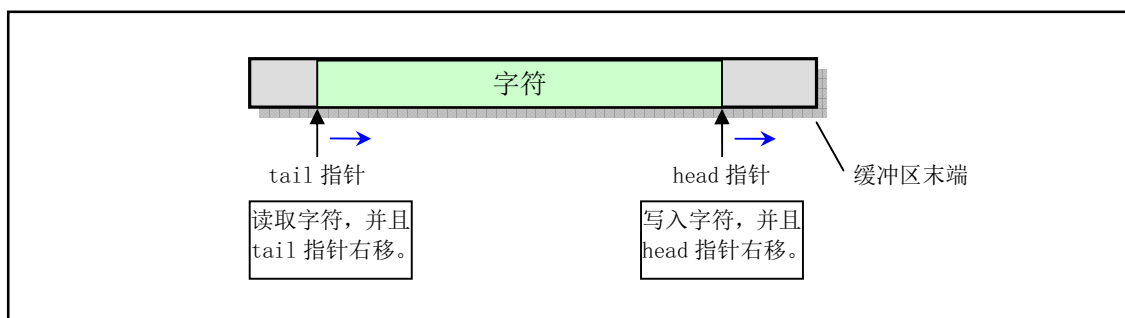 字符
tail 指针
head 指针
缓冲区末端
读取字符，并且
tail 指针右移。
写入字符，并且
head 指针右移。